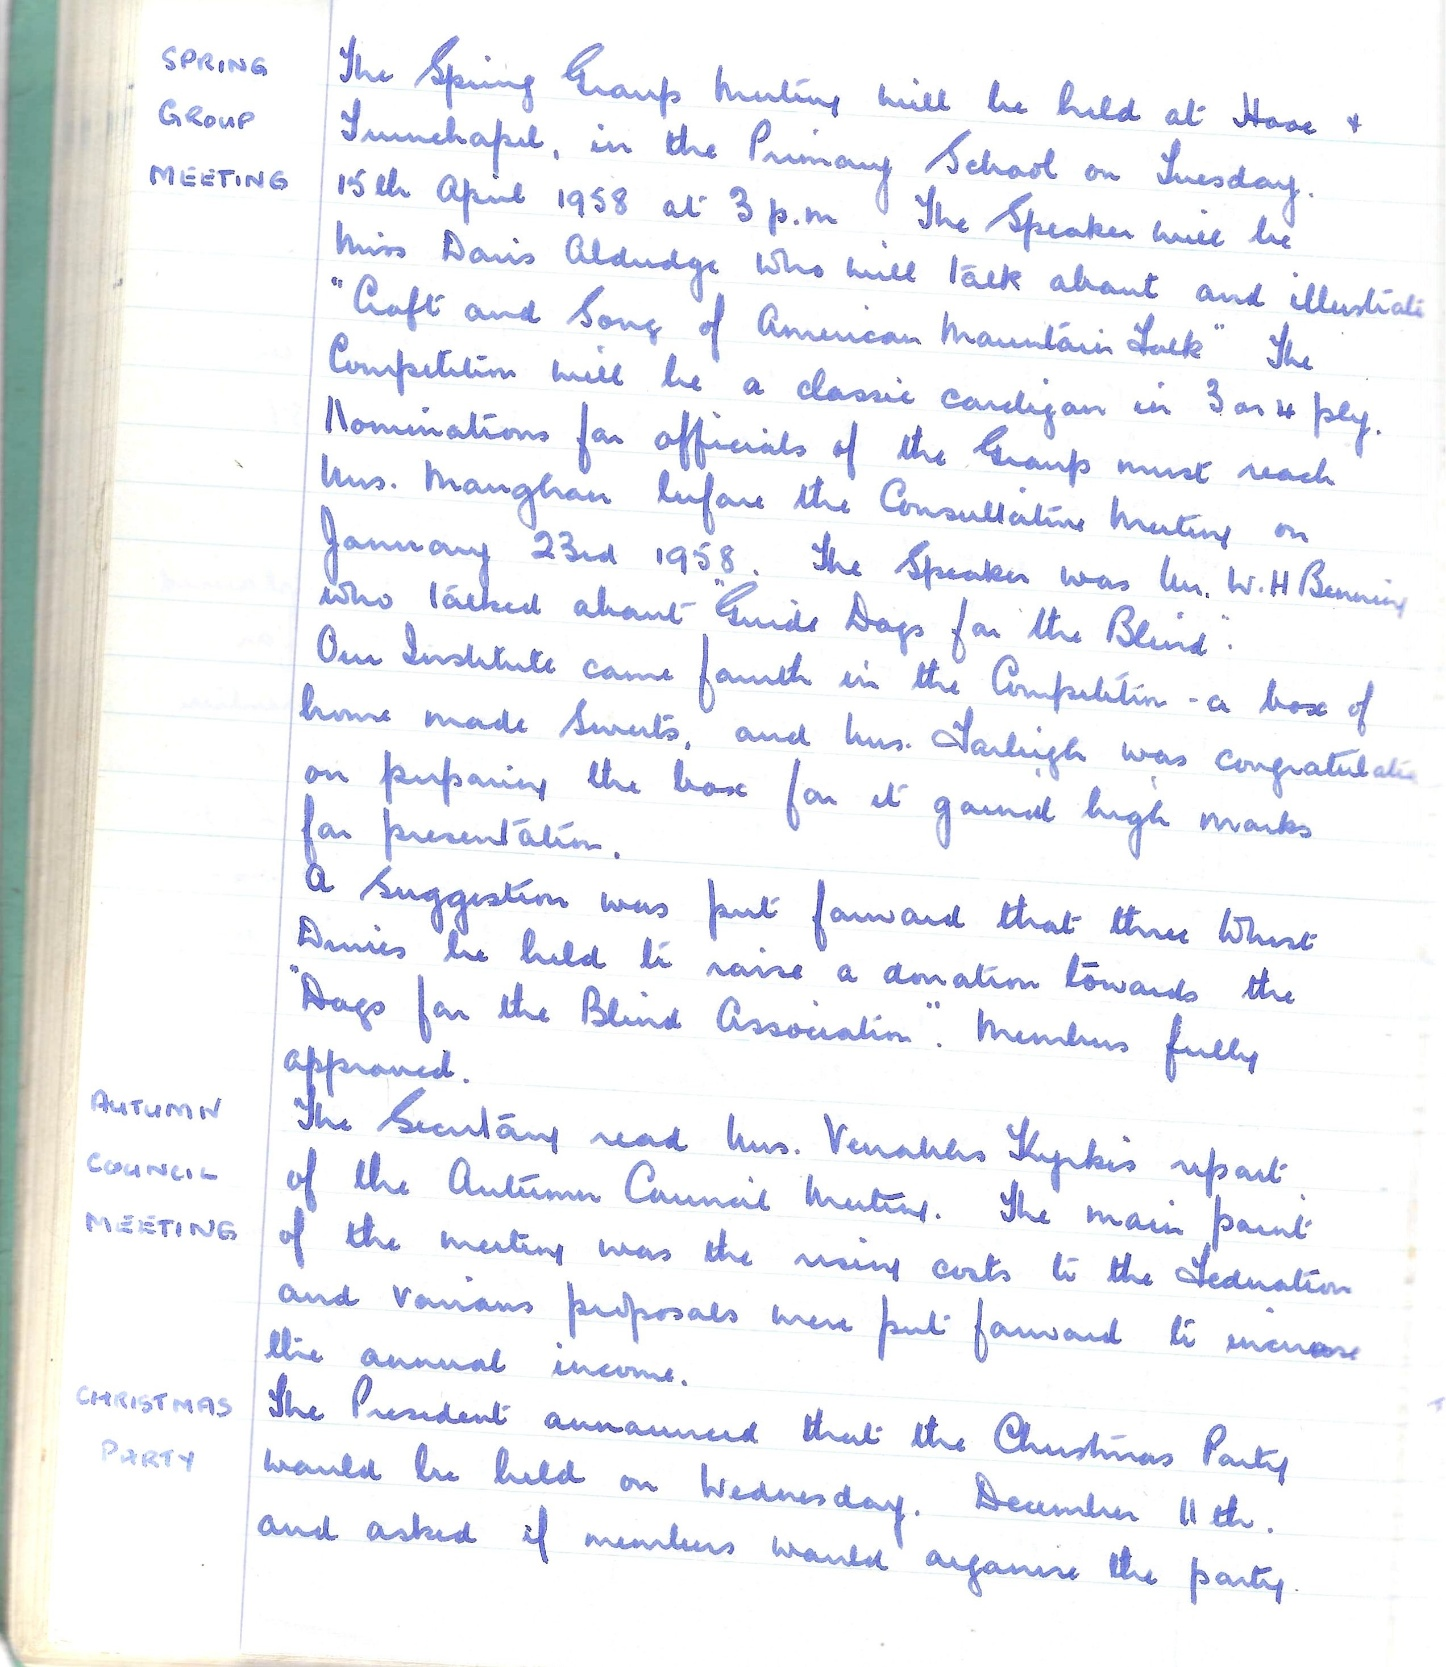 SPRING The Spring Group Meeting will be held at Hooe +
GROUP Turnchapel, in the Primary School on Tuesday.
MEETING 15th April 1958 at 3 p.m The Speaker will be
Miss Doris Aldridge who will talk about and illustrate
"Craft and Song of American Mountain Folk" The
Competition will be a classic cardigan in 3 or 4 ply.
Nominations for officials of the Group must reach
Mrs. Maughan before the Consultative Meeting on
January 23rd 1958. The Speaker was Mr. W.H Benning
who talked about "Guide Dogs for the Blind".
Our Institute came fourth in the Competition - a box of
home made Sweets, and Mrs. Farleigh was congratulated
on preparing the box for it gained high marks
for presentation.
A Suggestion was put forward that three Whist
Drives be held to raise a donation towards the
"Dogs for the Blind Association". Members fully
approved.
AUTUMN The Secretary read Mrs. Venables Kyrke's report
COUNCIL of the Autumn Council Meeting. The main point
MEETING of the meeting was the rising costs to the Federation
and various proposals were put forward to increase
the annual income.
CHRISTMAS The President announced that the Christmas Party
PARTY would be held on Wednesday. December 11th.
and asked if members would organise the party.